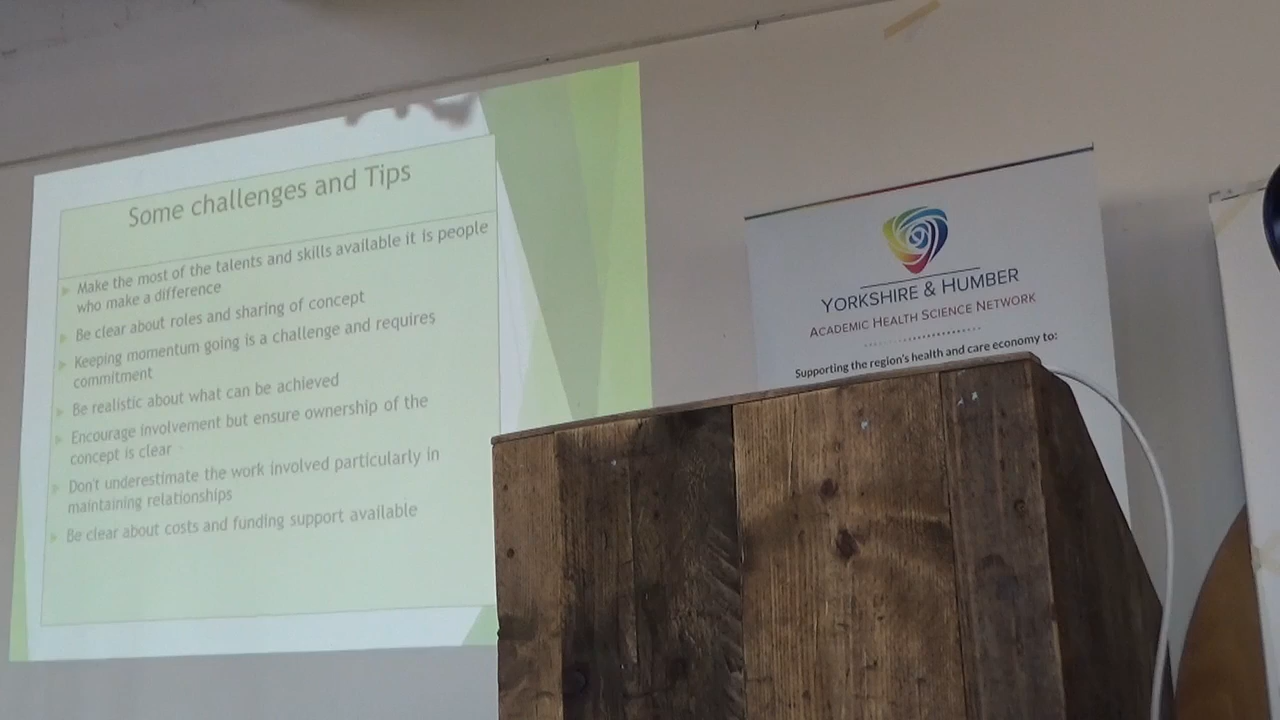 Some challenges and Tips
Make the most of the talents and skills available it is people
who make a difference
Be clear about roles and sharing of concept
Keeping momentum going is a challenge and requires
commitment
Be realistic about what can be achieved
Encourage involvement but ensure ownership of the
concept is clear
Don't underestimate the work involved particularly in
maintaining relationships
Be clear about costs and funding support available
YORKSHIRE & HUMBER
ACADEMIC HEALTH SCIENCE NETWORK
Supporting the region's health and care economy to: